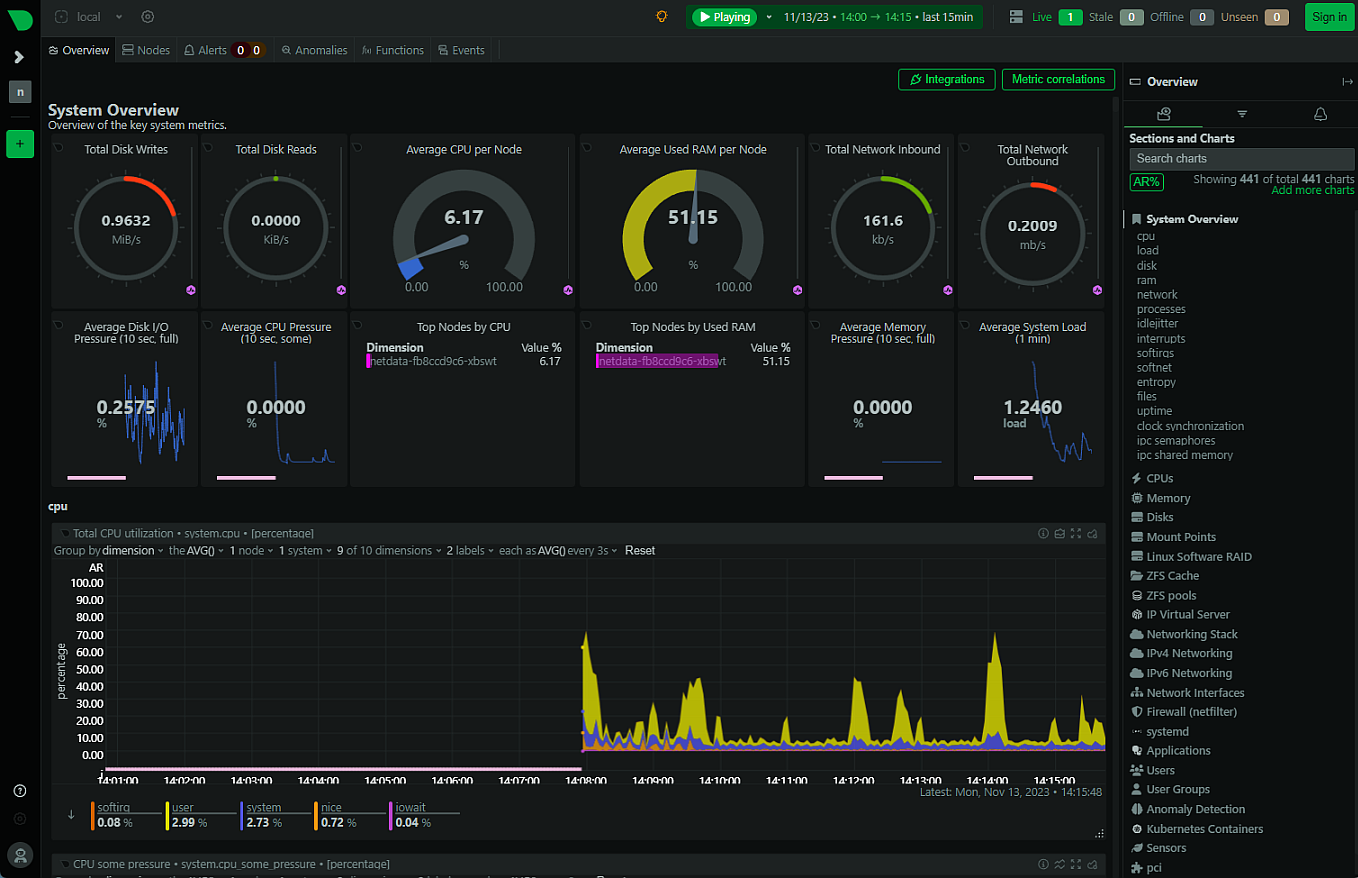 local
Playing 11/13/23 • 14:00 → 14:15 • last 15min
Live 1 Stale 0 Offline 0 Unseen 0
Sign in
n
Overview Nodes Alerts 0 0 Anomalies Functions Events
Integrations Metric correlations
System Overview
Overview of the key system metrics.
Total Disk Writes
0.9632
MiB/s
Total Disk Reads
0.0000
KiB/s
Average CPU per Node
6.17
%
0.00 100.00
Average Used RAM per Node
51.15
%
0.00 100.00
Total Network Inbound
161.6
kb/s
Total Network
Outbound
0.2009
mb/s
Average Disk I/O
Pressure (10 sec, full)
0.2575
%
Average CPU Pressure
(10 sec, some)
0.0000
%
Top Nodes by CPU
Dimension Value %
netdata-fb8ccd9c6-xbswt 6.17
Top Nodes by Used RAM
Dimension Value %
netdata-fb8ccd9c6-xbswt 51.15
Average Memory
Pressure (10 sec, full)
0.0000
%
Average System Load
(1 min)
1.2460
load
cpu
Total CPU utilization • system.cpu • [percentage]
Group by dimension the AVG() 1 node 1 system 9 of 10 dimensions 2 labels each as AVG() every 3s Reset
AR
100.00
90.00
80.00
70.00
60.00
50.00
40.00
30.00
20.00
10.00
0.00
percentage
14:01:00 14:02:00 14:03:00 14:04:00 14:05:00 14:06:00 14:07:00 14:08:00 14:09:00 14:10:00 14:11:00 14:12:00 14:13:00 14:14:00 14:15:00
Latest: Mon, Nov 13, 2023 • 14:15:48
softirq
0.08 %
user
2.99 %
system
2.73 %
nice
0.72 %
iowait
0.04 %
CPU some pressure • system.cpu_some_pressure • [percentage]
Overview
Sections and Charts
Search charts
AR%
Showing 441 of total 441 charts
Add more charts
System Overview
cpu
load
disk
ram
network
processes
idlejitter
interrupts
softirqs
softnet
entropy
files
uptime
clock synchronization
ipc semaphores
ipc shared memory
CPUs
Memory
Disks
Mount Points
Linux Software RAID
ZFS Cache
ZFS pools
IP Virtual Server
Networking Stack
IPv4 Networking
IPv6 Networking
Network Interfaces
Firewall (netfilter)
systemd
Applications
Users
User Groups
Anomaly Detection
Kubernetes Containers
Sensors
pci